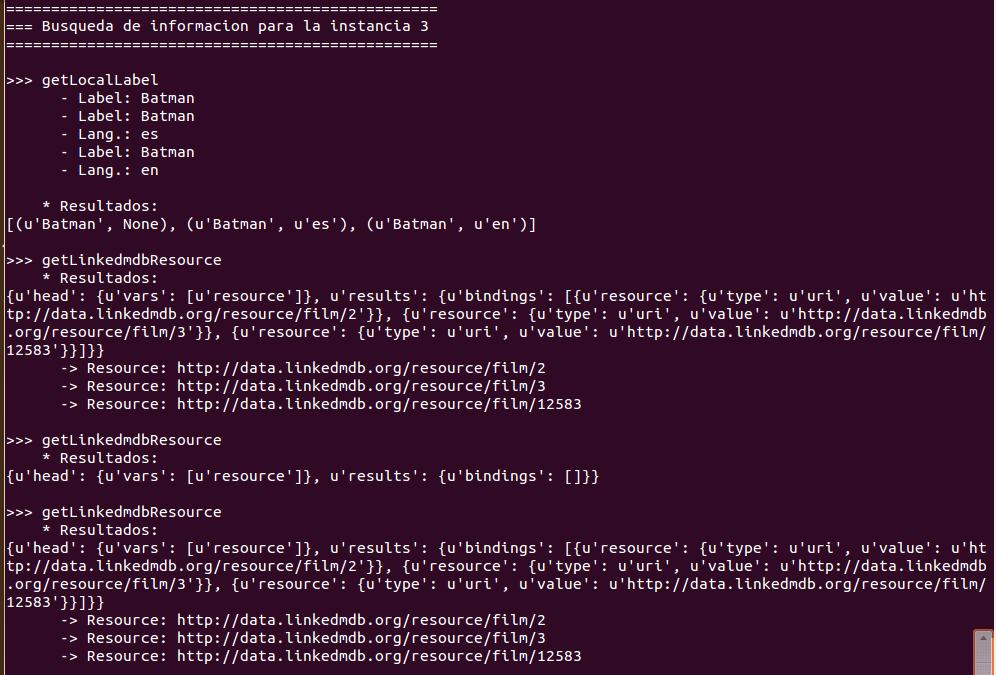 ================================================
=== Busqueda de informacion para la instancia 3
================================================
>>> getLocalLabel
- Label: Batman
- Label: Batman
- Lang.: es
- Label: Batman
- Lang.: en
* Resultados:
[(u'Batman', None), (u'Batman', u'es'), (u'Batman', u'en')]
>>> getLinkedmdbResource
* Resultados:
{u'head': {u'vars': [u'resource']}, u'results': {u'bindings': [{u'resource': {u'type': u'uri', u'value': u'ht
tp://data.linkedmdb.org/resource/film/2'}}, {u'resource': {u'type': u'uri', u'value': u'http://data.linkedmdb
.org/resource/film/3'}}, {u'resource': {u'type': u'uri', u'value': u'http://data.linkedmdb.org/resource/film/
12583'}}]}}
-> Resource: http://data.linkedmdb.org/resource/film/2
-> Resource: http://data.linkedmdb.org/resource/film/3
-> Resource: http://data.linkedmdb.org/resource/film/12583
>>> getLinkedmdbResource
* Resultados:
{u'head': {u'vars': [u'resource']}, u'results': {u'bindings': []}}
>>> getLinkedmdbResource
* Resultados:
{u'head': {u'vars': [u'resource']}, u'results': {u'bindings': [{u'resource': {u'type': u'uri', u'value': u'ht
tp://data.linkedmdb.org/resource/film/2'}}, {u'resource': {u'type': u'uri', u'value': u'http://data.linkedmdb
.org/resource/film/3'}}, {u'resource': {u'type': u'uri', u'value': u'http://data.linkedmdb.org/resource/film/
12583'}}]}}
-> Resource: http://data.linkedmdb.org/resource/film/2
-> Resource: http://data.linkedmdb.org/resource/film/3
-> Resource: http://data.linkedmdb.org/resource/film/12583